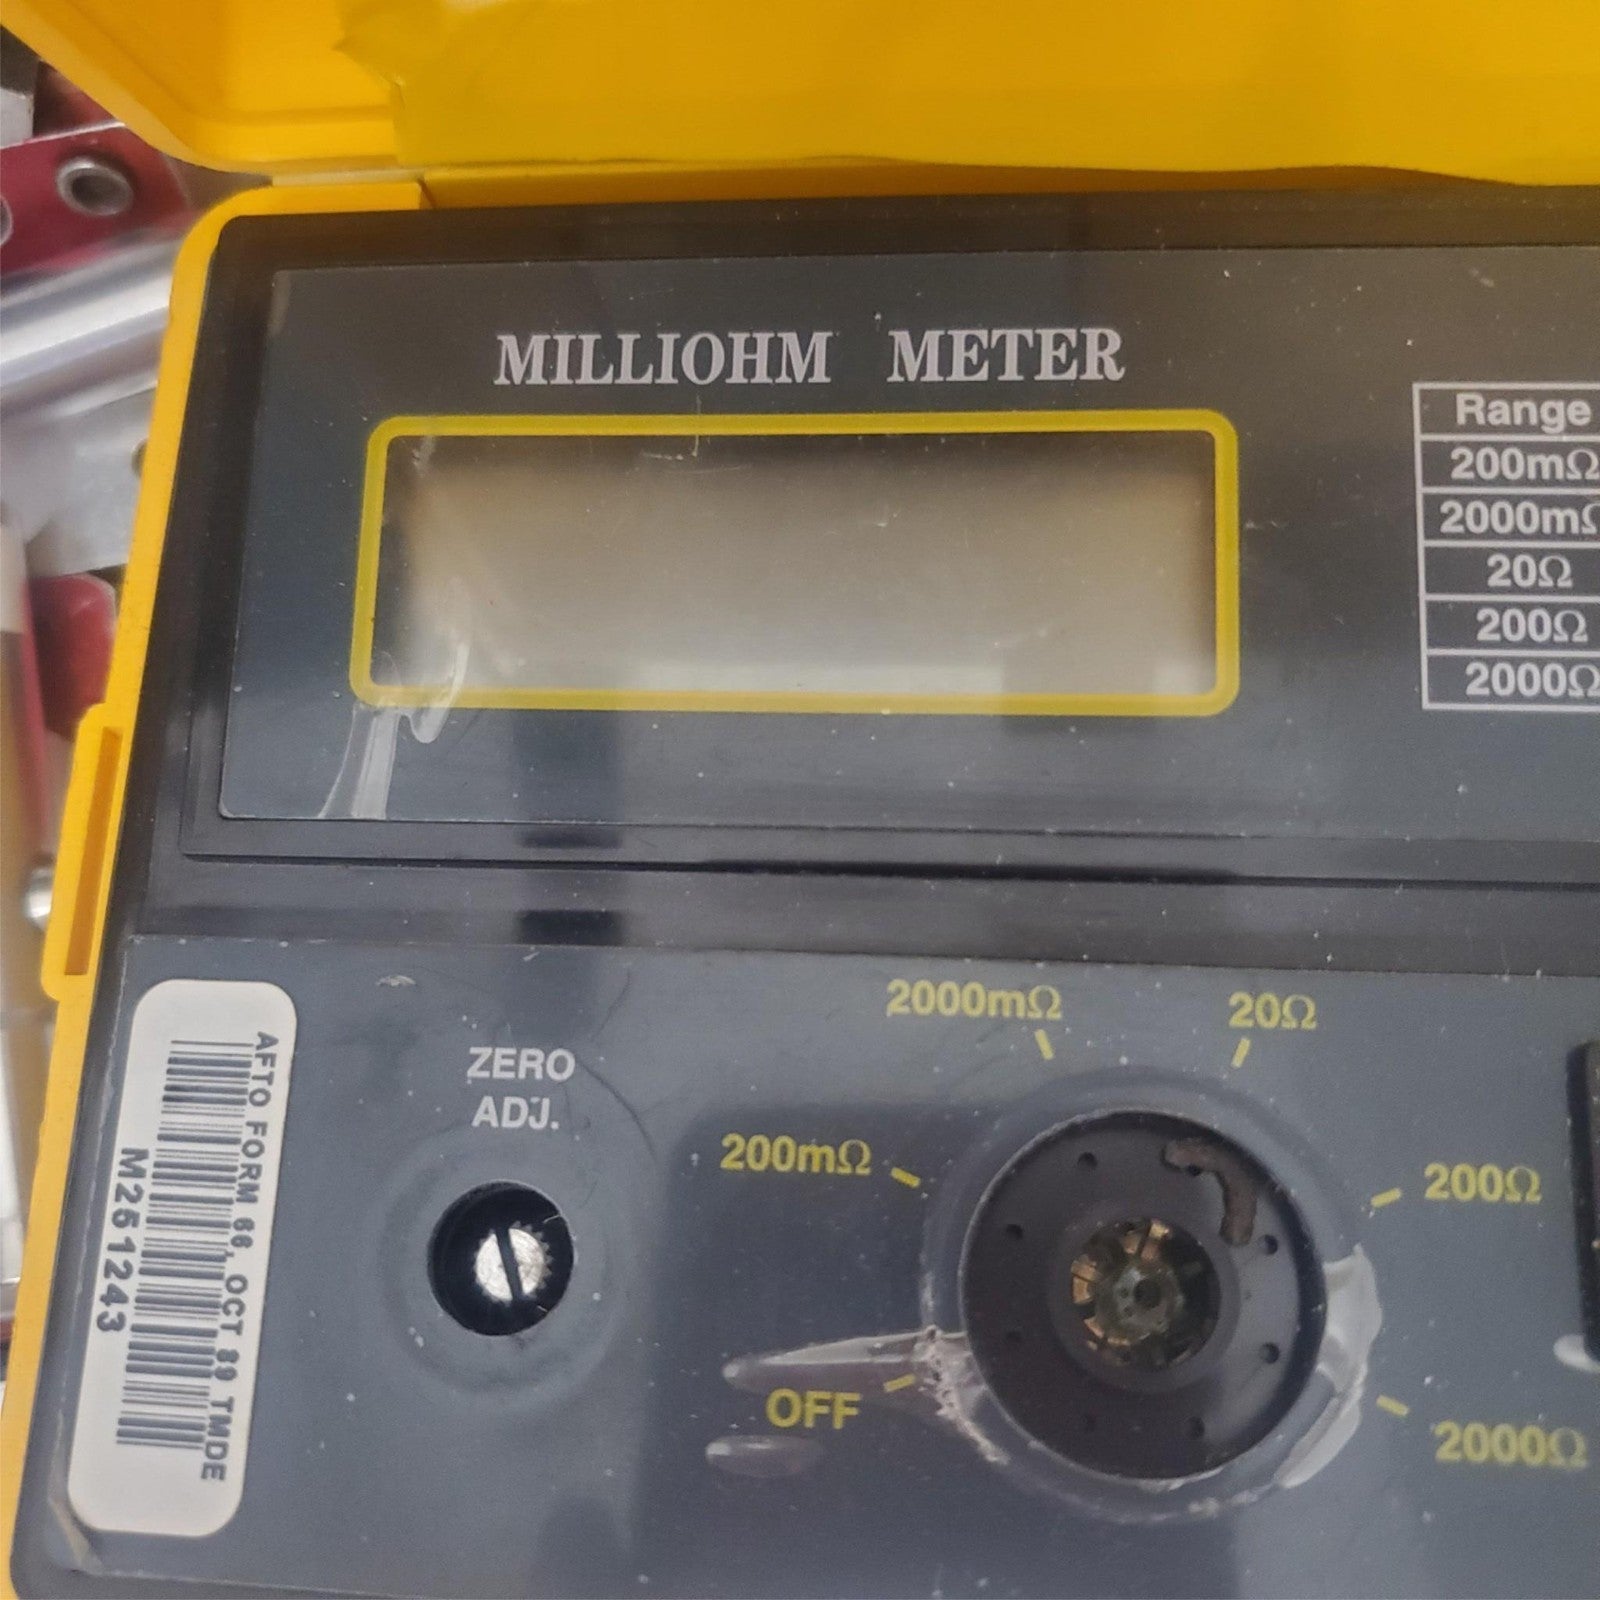 MILLIOHM METER
Range
200mΩ
2000mΩ
20Ω
200Ω
2000Ω
AFTO FORM 66, OCT 89 TMDE
M251243
ZERO
ADJ.
2000mΩ
20Ω
200mΩ
200Ω
OFF
2000Ω